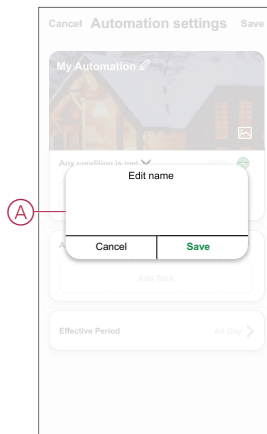 Cancel Automation settings Save
My Automation
Any condition is met
Edit name
A
Cancel Save
Add Task
Effective Period All-Day